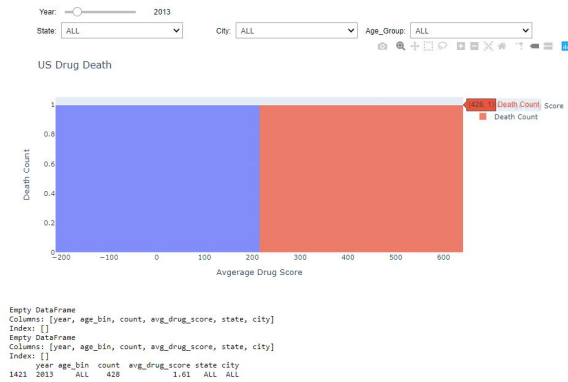 Year: 2013
State: ALL City: ALL Age_Group: ALL
US Drug Death
(428, 1) Death Count Score
Death Count
1
0.8
0.6
0.4
0.2
0
Death Count
−200 −100 0 100 200 300 400 500 600
Avgerage Drug Score
Empty DataFrame
Columns: [year, age_bin, count, avg_drug_score, state, city]
Index: []
Empty DataFrame
Columns: [year, age_bin, count, avg_drug_score, state, city]
Index: []
year age_bin count avg_drug_score state city
1421 2013 ALL 428 1.61 ALL ALL